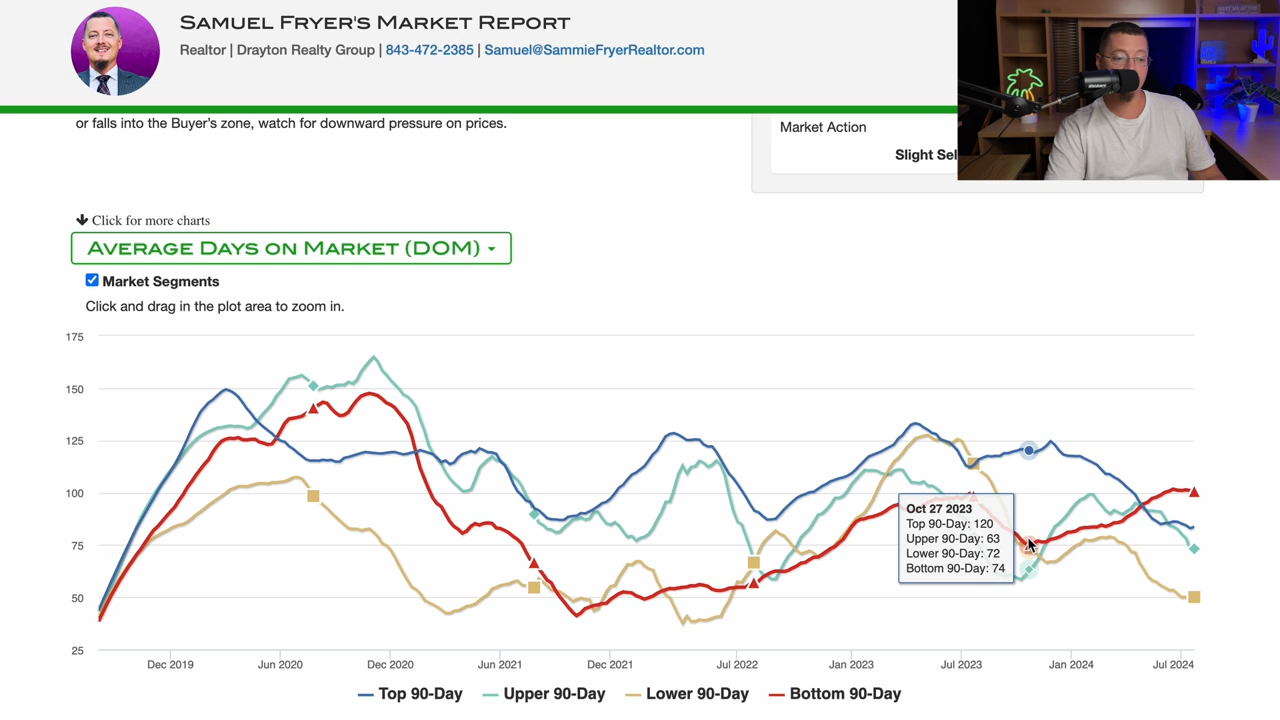 SAMUEL FRYER'S MARKET REPORT
Realtor | Drayton Realty Group | 843-472-2385 | Samuel@SammieFryerRealtor.com
or falls into the Buyer's zone, watch for downward pressure on prices.
Market Action
Slight Sel
Click for more charts
AVERAGE DAYS ON MARKET (DOM)
Market Segments
Click and drag in the plot area to zoom in.
175
150
125
100
75
50
25
Oct 27 2023
Top 90-Day: 120
Upper 90-Day: 63
Lower 90-Day: 72
Bottom 90-Day: 74
Dec 2019 Jun 2020 Dec 2020 Jun 2021 Dec 2021 Jul 2022 Jan 2023 Jul 2023 Jan 2024 Jul 2024
Top 90-Day Upper 90-Day Lower 90-Day Bottom 90-Day